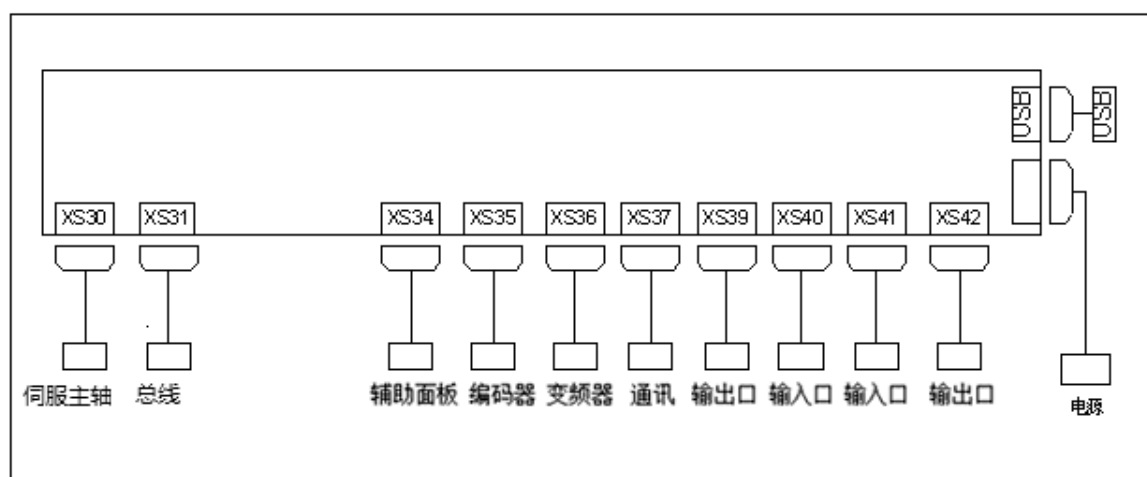 USB
USB
XS30 XS31 XS34 XS35 XS36 XS37 XS39 XS40 XS41 XS42
伺服主轴 总线 辅助面板 编码器 变频器 通讯 输出口 输入口 输入口 输出口
电源